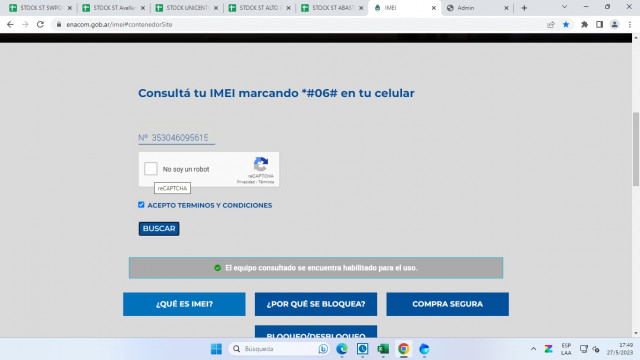 STOCK ST SWPO
STOCK ST Avella
STOCK UNICENTO
STOCK ST ALTO
STOCK ST ABAST
IMEI
Admin
enacom.gob.ar/imei#contenedorSite
Consultá tu IMEI marcando *#06# en tu celular
Nº 353046095615
No soy un robot
reCAPTCHA
Privacidad - Términos
reCAPTCHA
ACEPTO TERMINOS Y CONDICIONES
BUSCAR
El equipo consultado se encuentra habilitado para el uso.
¿QUÉ ES IMEI?
¿POR QUÉ SE BLOQUEA?
COMPRA SEGURA
BLOQUEO/DESBLOQUEO
Búsqueda
ESP
LAA
17:49
27/5/2023